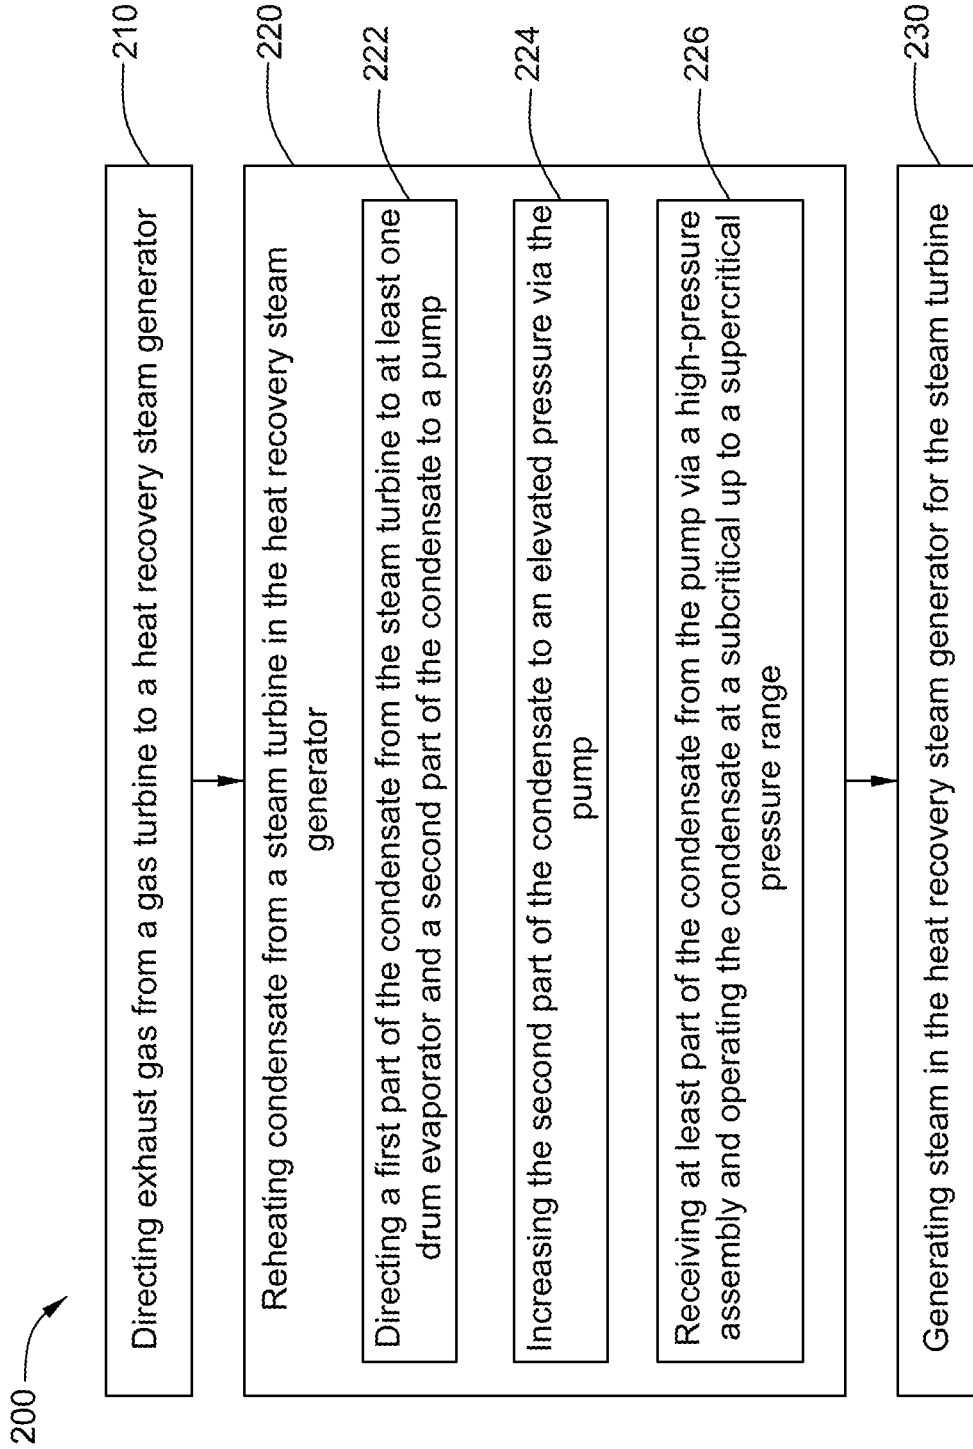 200
Directing exhaust gas from a gas turbine to a heat recovery steam generator
210
Reheating condensate from a steam turbine in the heat recovery steam
generator
220
Directing a first part of the condensate from the steam turbine to at least one
drum evaporator and a second part of the condensate to a pump
222
Increasing the second part of the condensate to an elevated pressure via the
pump
224
Receiving at least part of the condensate from the pump via a high-pressure
assembly and operating the condensate at a subcritical up to a supercritical
pressure range
226
Generating steam in the heat recovery steam generator for the steam turbine
230